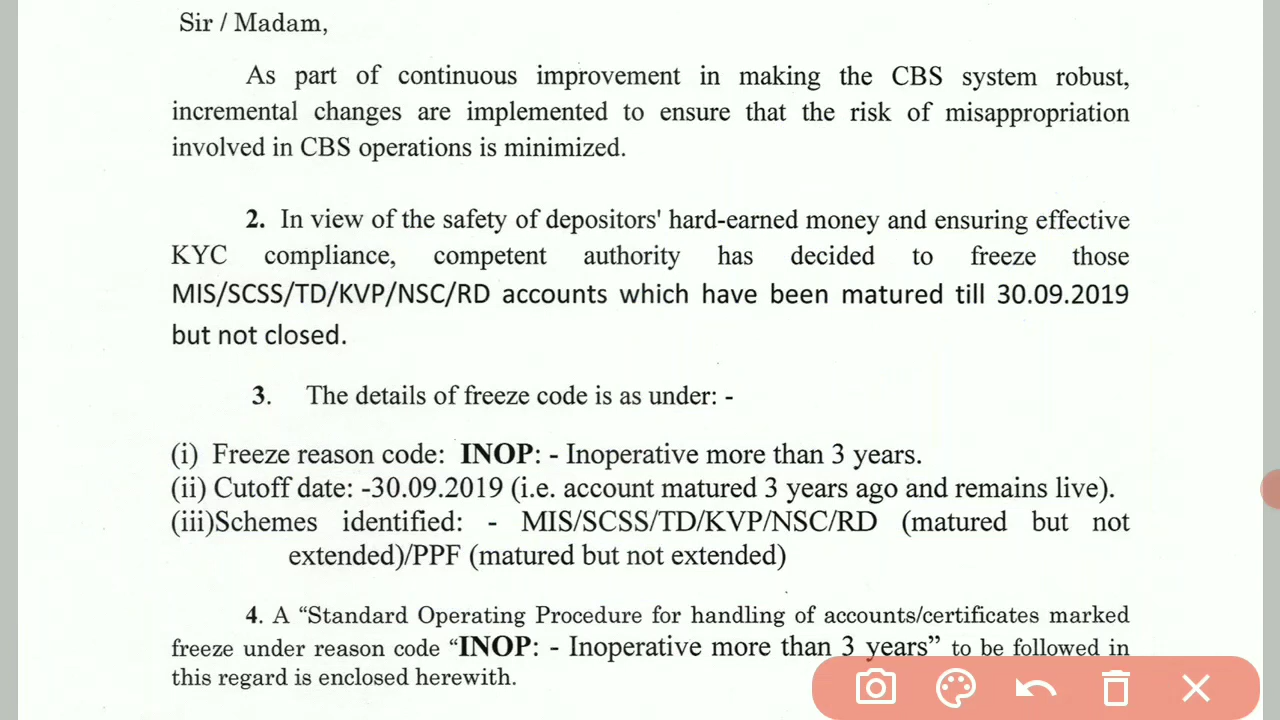 Sir / Madam,
As part of continuous improvement in making the CBS system robust,
incremental changes are implemented to ensure that the risk of misappropriation
involved in CBS operations is minimized.
2. In view of the safety of depositors' hard-earned money and ensuring effective
KYC compliance, competent authority has decided to freeze those
MIS/SCSS/TD/KVP/NSC/RD accounts which have been matured till 30.09.2019
but not closed.
3. The details of freeze code is as under: -
(i) Freeze reason code: INOP: - Inoperative more than 3 years.
(ii) Cutoff date: -30.09.2019 (i.e. account matured 3 years ago and remains live).
(iii)Schemes identified: - MIS/SCSS/TD/KVP/NSC/RD (matured but not
extended)/PPF (matured but not extended)
4. A “Standard Operating Procedure for handling of accounts/certificates marked
freeze under reason code “INOP: - Inoperative more than 3 years” to be followed in
this regard is enclosed herewith.